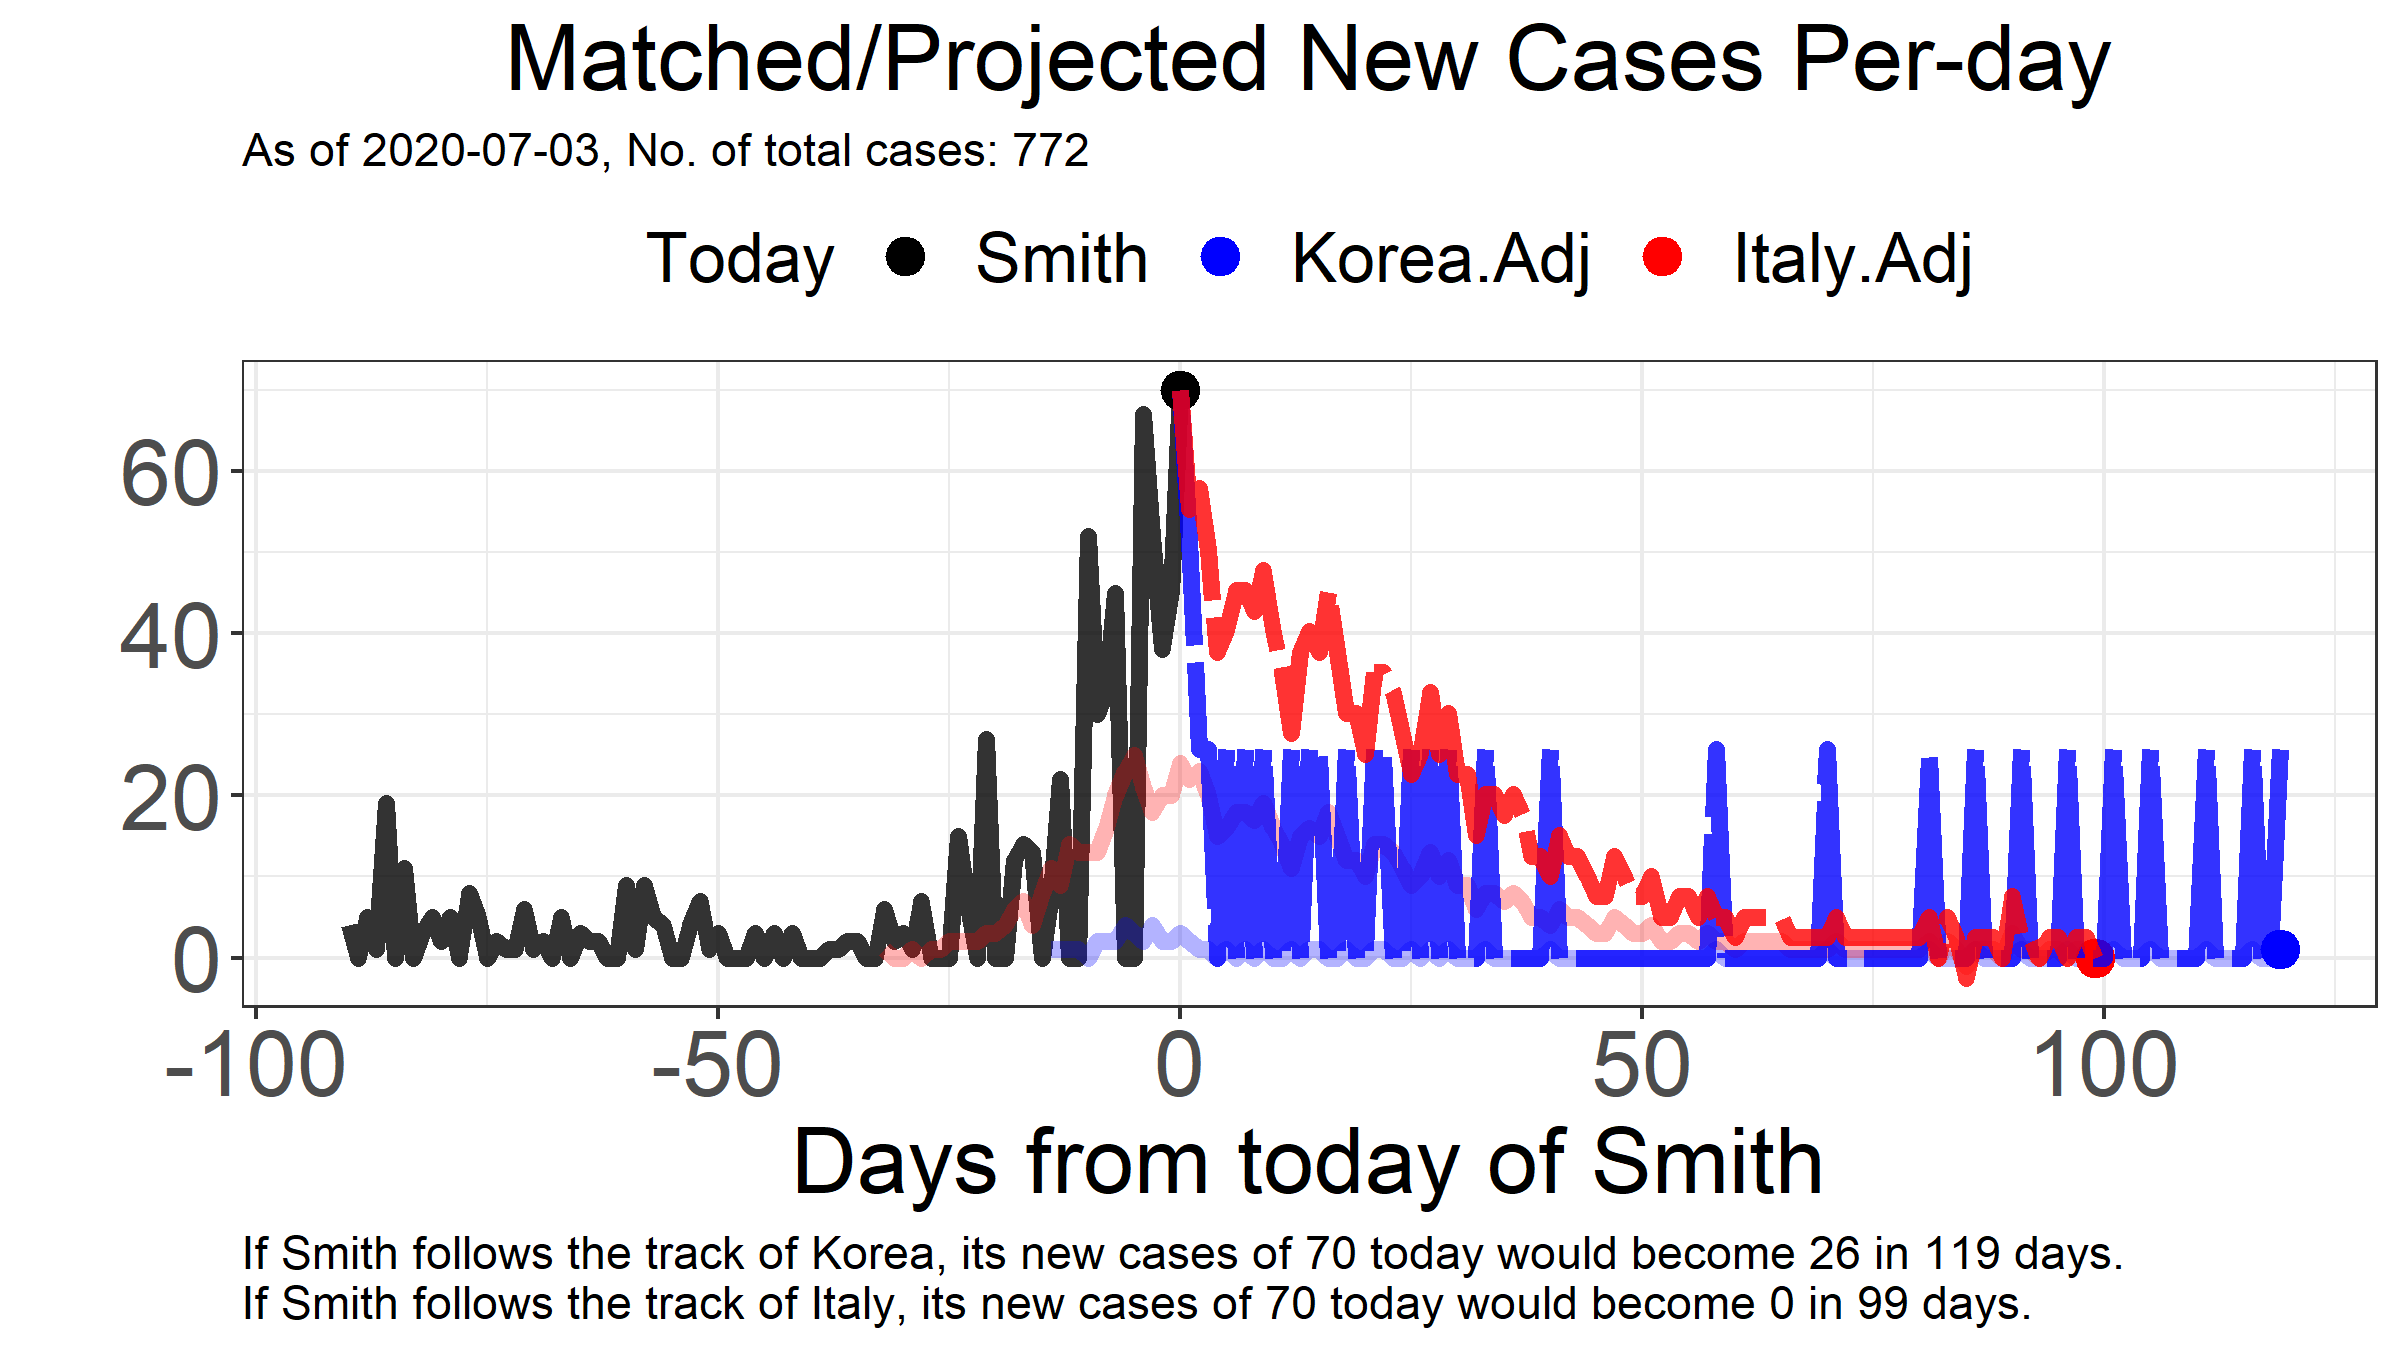 Matched/Projected New Cases Per-day
As of 2020-07-03, No. of total cases: 772
Today Smith Korea.Adj Italy.Adj
60
40
20
0
-100 -50 0 50 100
Days from today of Smith
If Smith follows the track of Korea, its new cases of 70 today would become 26 in 119 days.
If Smith follows the track of Italy, its new cases of 70 today would become 0 in 99 days.